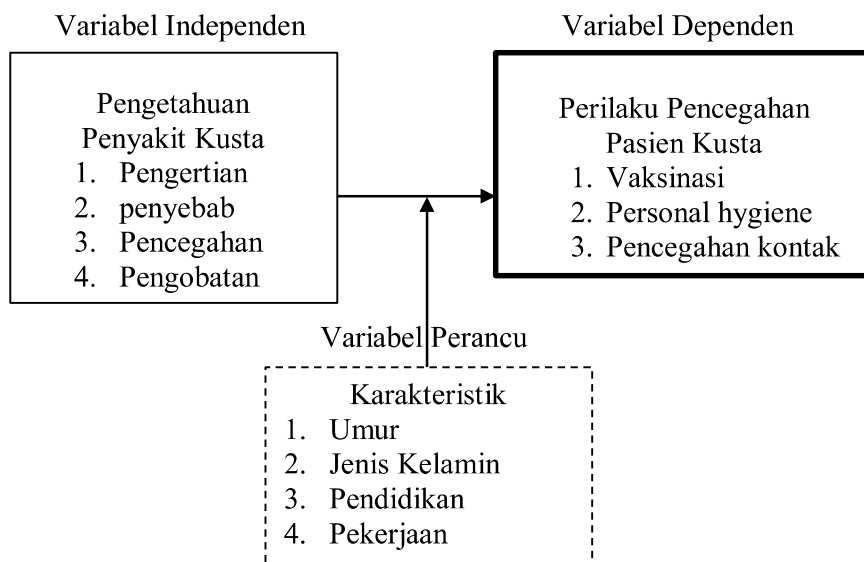 Variabel Independen
Pengetahuan
Penyakit Kusta
1. Pengertian
2. penyebab
3. Pencegahan
4. Pengobatan
Variabel Dependen
Perilaku Pencegahan
Pasien Kusta
1. Vaksinasi
2. Personal hygiene
3. Pencegahan kontak
Variabel Perancu
Karakteristik
1. Umur
2. Jenis Kelamin
3. Pendidikan
4. Pekerjaan